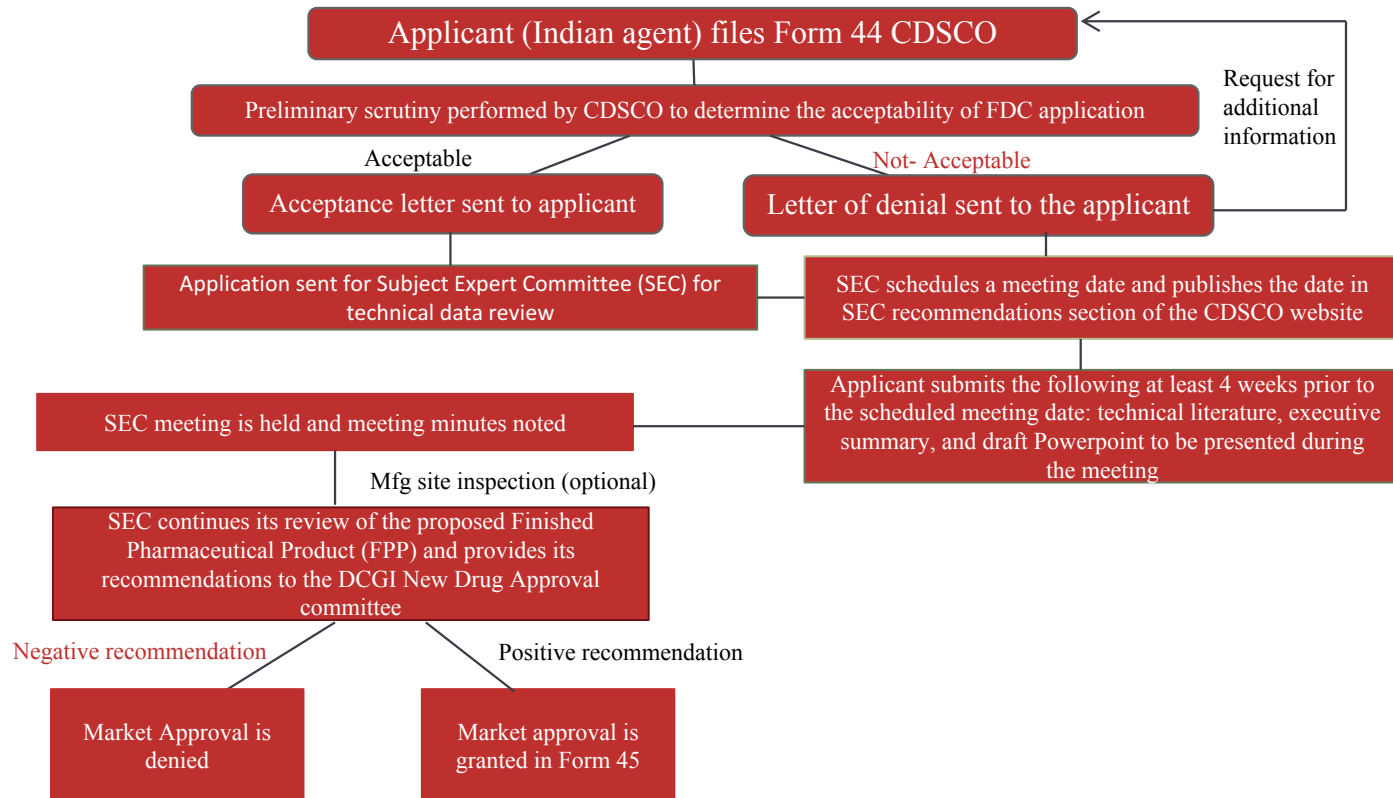 Applicant (Indian agent) files Form 44 CDSCO
Request for
additional
information
Preliminary scrutiny performed by CDSCO to determine the acceptability of FDC application
Acceptable
Not- Acceptable
Acceptance letter sent to applicant
Letter of denial sent to the applicant
Application sent for Subject Expert Committee (SEC) for
technical data review
SEC schedules a meeting date and publishes the date in
SEC recommendations section of the CDSCO website
Applicant submits the following at least 4 weeks prior to
the scheduled meeting date: technical literature, executive
summary, and draft Powerpoint to be presented during
the meeting
SEC meeting is held and meeting minutes noted
Mfg site inspection (optional)
SEC continues its review of the proposed Finished
Pharmaceutical Product (FPP) and provides its
recommendations to the DCGI New Drug Approval
committee
Negative recommendation
Positive recommendation
Market Approval is
denied
Market approval is
granted in Form 45